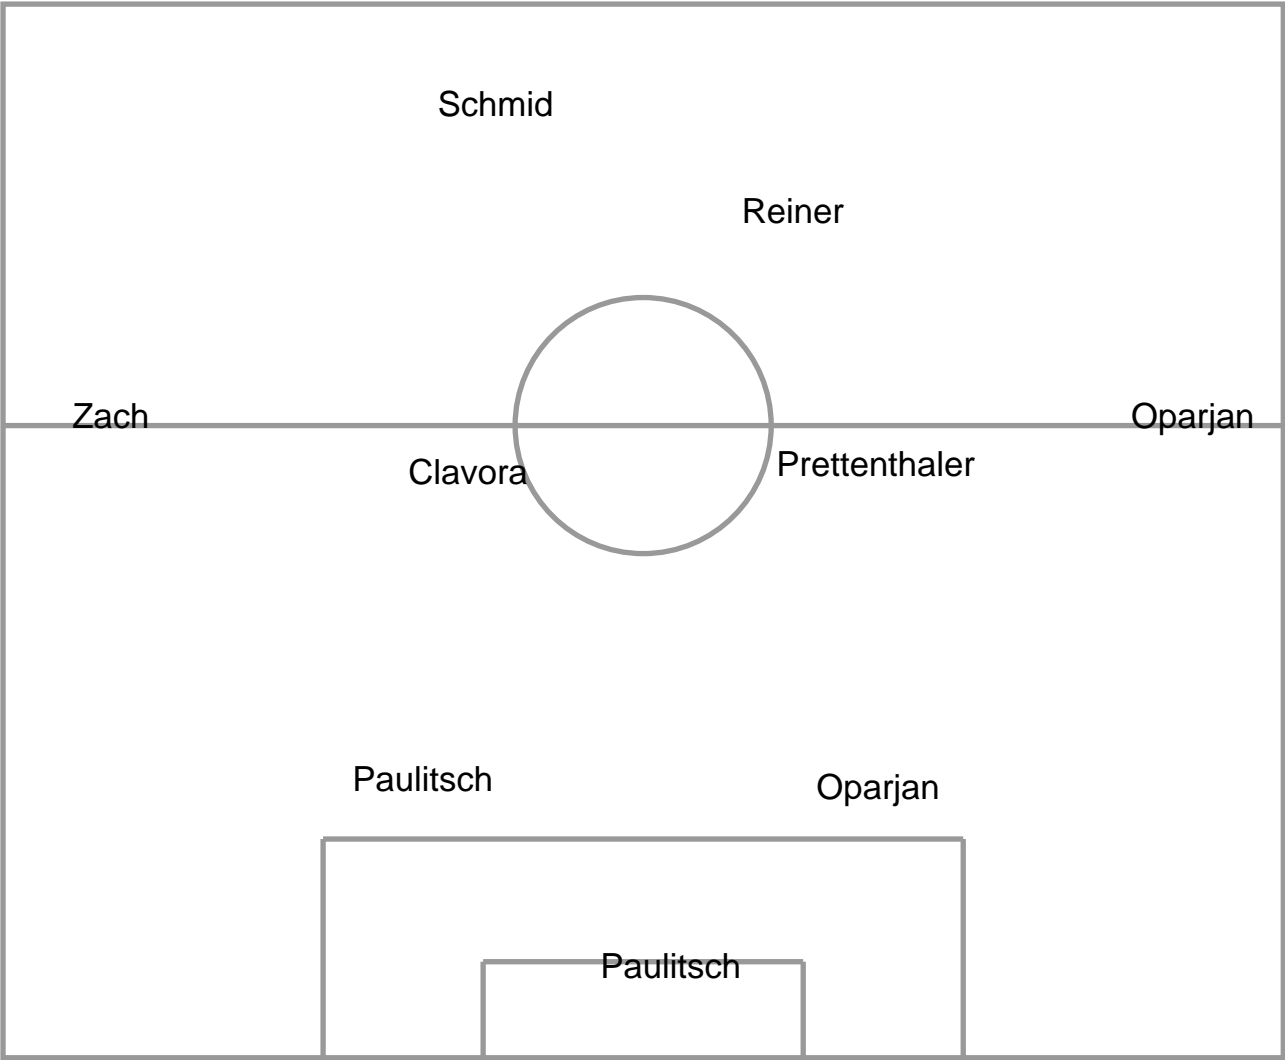 Schmid
Reiner
Zach
Oparjan
Clavora
Prettenthaler
Paulitsch
Oparjan
Paulitsch